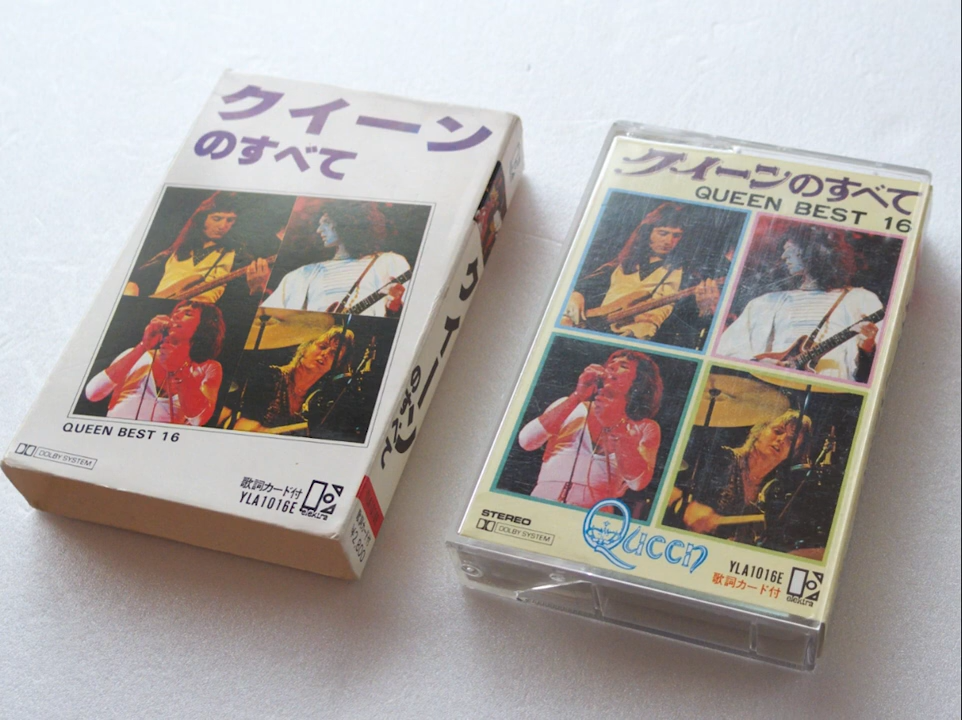 クイーン
のすべて
QUEEN BEST 16
DOLBY SYSTEM
歌詞カード付
YLA1016E
elektra
クイーン
のすべて
¥2,800
クイーンのすべて
QUEEN BEST 16
STEREO
DOLBY SYSTEM
Queen
YLA1016E
歌詞カード付
elektra